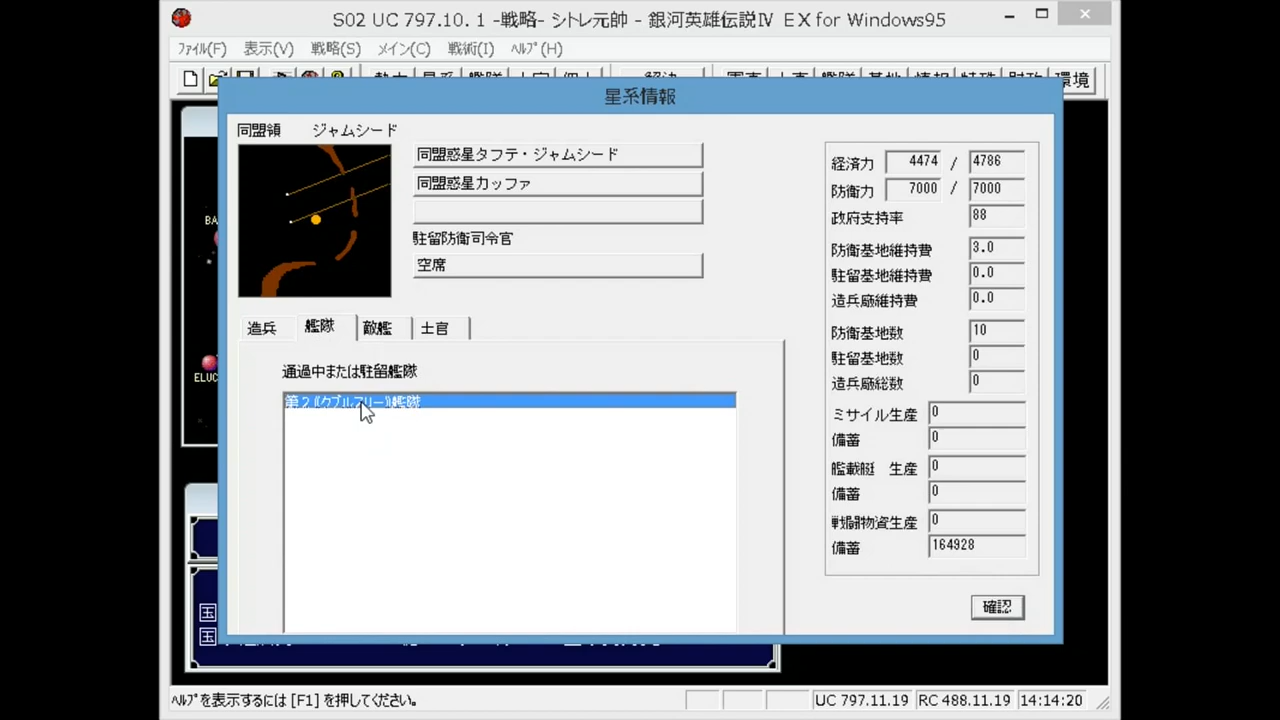 S02 UC 797.10. 1 -戦略- シトレ元帥 - 銀河英雄伝説Ⅳ EX for Windows95
ﾌｧｲﾙ(F) 表示(V) 戦略(S) メイン(C) 戦術(I) ﾍﾙﾌﾟ(H)
環境
星系情報
同盟領 ジャムシード
同盟惑星タフテ・ジャムシード
同盟惑星カッファ
駐留防衛司令官
空席
造兵 艦隊 敵艦 士官
通過中または駐留艦隊
第２《クブルスリー》艦隊
経済力 4474 / 4786
防衛力 7000 / 7000
政府支持率 88
防衛基地維持費 3.0
駐留基地維持費 0.0
造兵廠維持費 0.0
防衛基地数 10
駐留基地数 0
造兵廠総数 0
ミサイル生産 0
備蓄 0
艦載艇 生産 0
備蓄 0
戦闘物資生産 0
備蓄 164928
確認
BA
ELUC
国
国
ﾍﾙﾌﾟを表示するには [F1] を押してください。
UC 797.11.19 RC 488.11.19 14:14:20